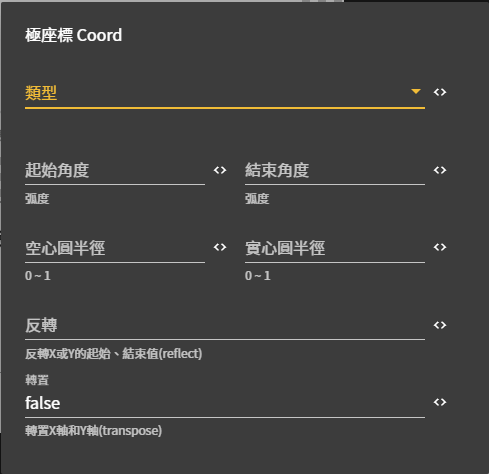 極座標 Coord
類型
起始角度
結束角度
弧度
弧度
空心圓半徑
實心圓半徑
0 ~ 1
0 ~ 1
反轉
反轉X或Y的起始、結束值(reflect)
轉置
false
轉置X軸和Y軸(transpose)